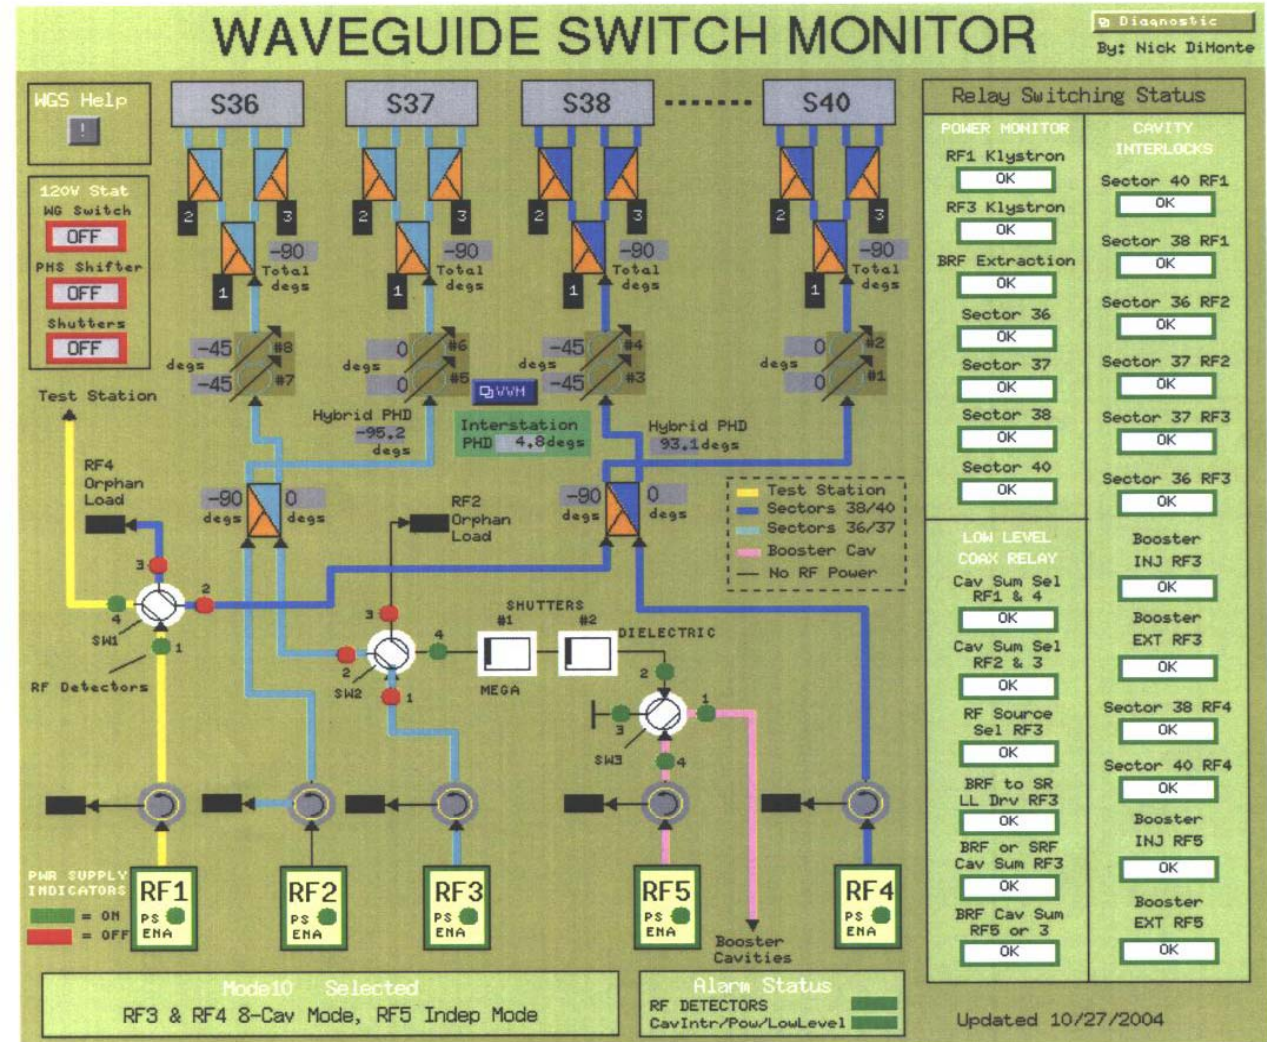 WAVEGUIDE SWITCH MONITOR
Diagnostic
By: Nick DiMonte
WGS Help
!
120V Stat
WG Switch
OFF
PHS Shifter
OFF
Shutters
OFF
S36
S37
S38
S40
2
3
2
3
2
3
2
3
-90
-90
-90
-90
Total
degs
Total
degs
Total
degs
Total
degs
1
1
1
1
-45
#8
0
#6
-45
#4
0
#2
degs
degs
degs
degs
-45
#7
0
#5
-45
#3
0
#1
VVM
Test Station
Hybrid PHD
-95.2
degs
Interstation
PHD 4.8degs
Hybrid PHD
93.1degs
RF4
Orphan
Load
-90
degs
0
degs
RF2
Orphan
Load
-90
degs
0
degs
Test Station
Sectors 38/40
Sectors 36/37
Booster Cav
No RF Power
3
2
4
SW1
1
RF Detectors
3
4
2
SW2
1
SHUTTERS
#1
#2
DIELECTRIC
MEGA
2
1
3
SW3
4
PWR SUPPLY
INDICATORS
= ON
= OFF
RF1
PS
ENA
RF2
PS
ENA
RF3
PS
ENA
RF5
PS
ENA
RF4
PS
ENA
Booster
Cavities
Mode10 Selected
RF3 & RF4 8-Cav Mode, RF5 Indep Mode
Alarm Status
RF DETECTORS
CavIntr/Pow/LowLevel
Relay Switching Status
POWER MONITOR
RF1 Klystron
OK
RF3 Klystron
OK
BRF Extraction
OK
Sector 36
OK
Sector 37
OK
Sector 38
OK
Sector 40
OK
LOW LEVEL
COAX RELAY
Cav Sum Sel
RF1 & 4
OK
Cav Sum Sel
RF2 & 3
OK
RF Source
Sel RF3
OK
BRF to SR
LL Drv RF3
OK
BRF or SRF
Cav Sum RF3
OK
BRF Cav Sum
RF5 or 3
OK
CAVITY
INTERLOCKS
Sector 40 RF1
OK
Sector 38 RF1
OK
Sector 36 RF2
OK
Sector 37 RF2
OK
Sector 37 RF3
OK
Sector 36 RF3
OK
Booster
INJ RF3
OK
Booster
EXT RF3
OK
Sector 38 RF4
OK
Sector 40 RF4
OK
Booster
INJ RF5
OK
Booster
EXT RF5
OK
Updated 10/27/2004